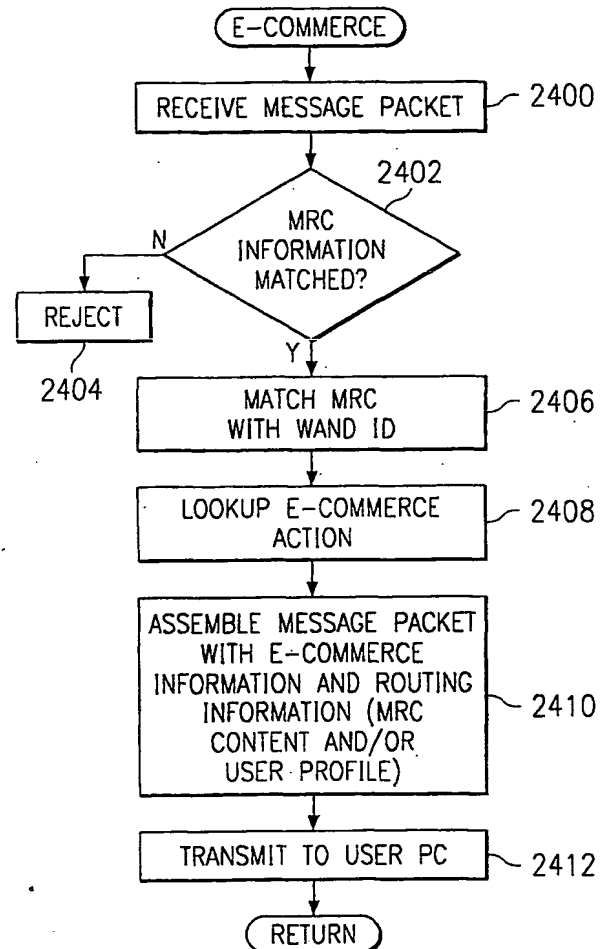 E-COMMERCE
RECEIVE MESSAGE PACKET
2400
2402
MRC
INFORMATION
MATCHED?
N
REJECT
2404
Y
MATCH MRC
WITH WAND ID
2406
LOOKUP E-COMMERCE
ACTION
2408
ASSEMBLE MESSAGE PACKET
WITH E-COMMERCE
INFORMATION AND ROUTING
INFORMATION (MRC
CONTENT AND/OR
USER PROFILE)
2410
TRANSMIT TO USER PC
2412
RETURN